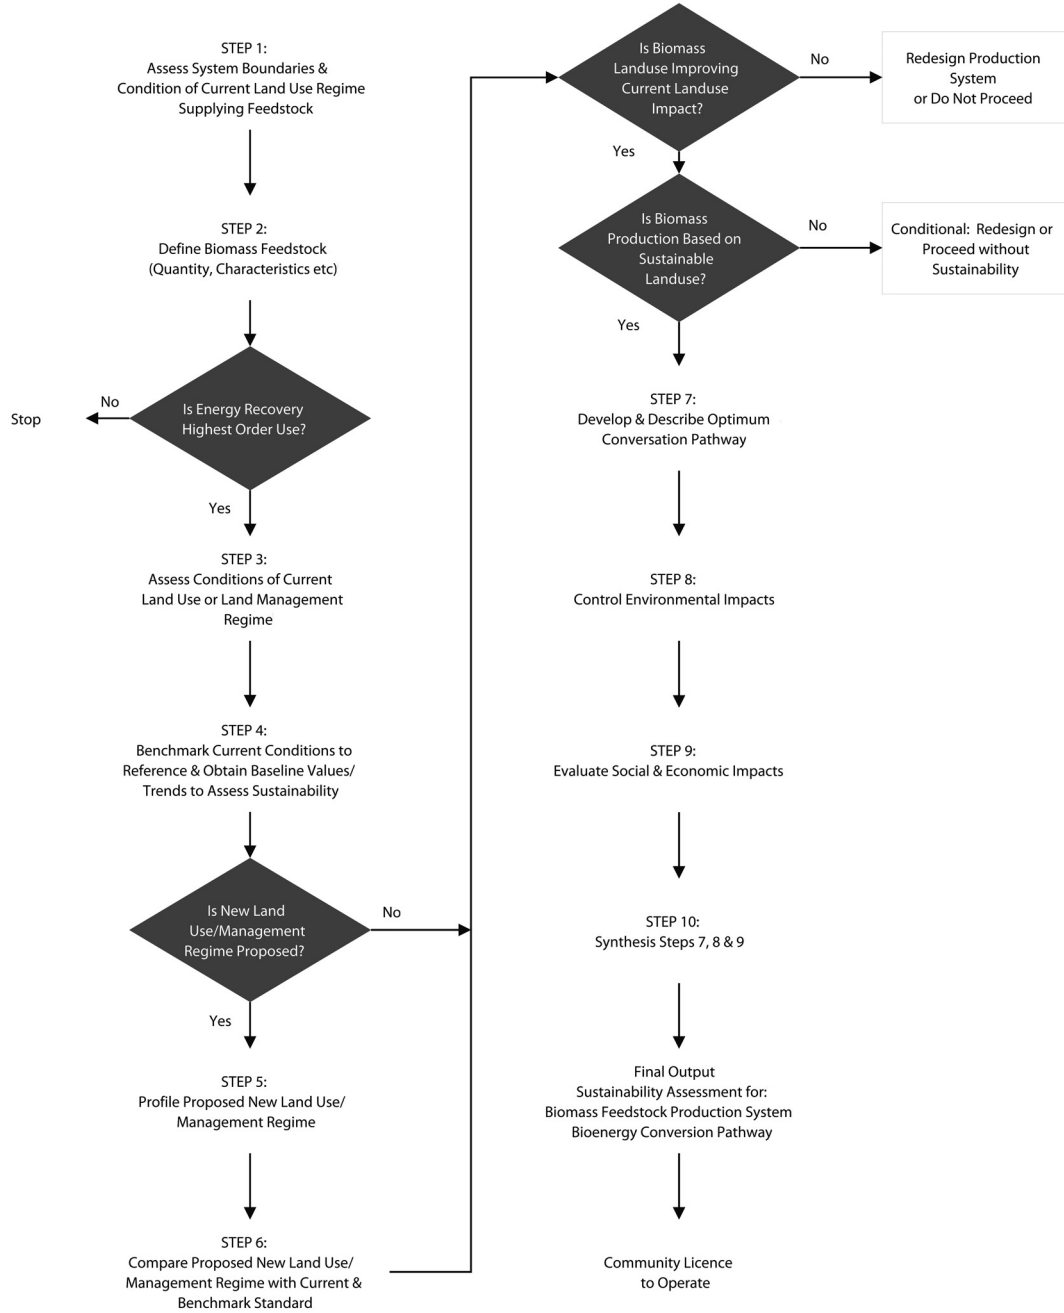 STEP 1:
Assess System Boundaries &
Condition of Current Land Use Regime
Supplying Feedstock
STEP 2:
Define Biomass Feedstock
(Quantity, Characteristics etc)
Is Energy Recovery
Highest Order Use?
No
Stop
Yes
STEP 3:
Assess Conditions of Current
Land Use or Land Management
Regime
STEP 4:
Benchmark Current Conditions to
Reference & Obtain Baseline Values/
Trends to Assess Sustainability
Is New Land
Use/Management
Regime Proposed?
No
Yes
STEP 5:
Profile Proposed New Land Use/
Management Regime
STEP 6:
Compare Proposed New Land Use/
Management Regime with Current &
Benchmark Standard
Is Biomass
Landuse Improving
Current Landuse
Impact?
No
Redesign Production
System
or Do Not Proceed
Yes
Is Biomass
Production Based on
Sustainable
Landuse?
No
Conditional: Redesign or
Proceed without
Sustainability
Yes
STEP 7:
Develop & Describe Optimum
Conversation Pathway
STEP 8:
Control Environmental Impacts
STEP 9:
Evaluate Social & Economic Impacts
STEP 10:
Synthesis Steps 7, 8 & 9
Final Output
Sustainability Assessment for:
Biomass Feedstock Production System
Bioenergy Conversion Pathway
Community Licence
to Operate